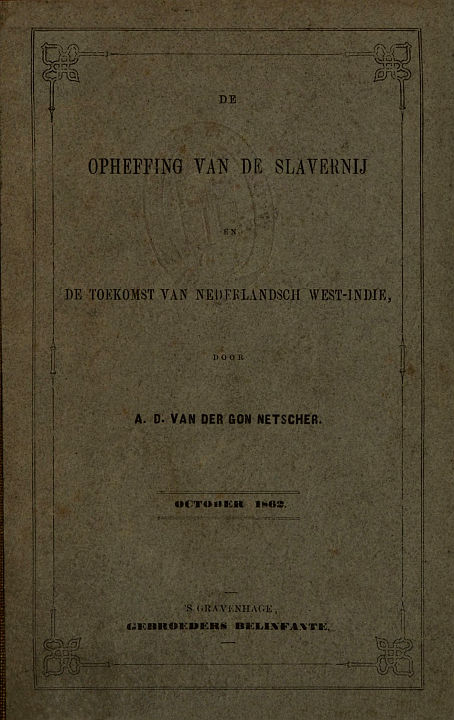 DE
OPHEFFING VAN DE SLAVERNIJ
EN
DE TOEKOMST VAN NEDERLANDSCH WEST-INDIE,
DOOR
A. D. VAN DER GON NETSCHER.
OCTOBER 1862.
'S GRAVENHAGE,
GEBROEDERS BELINFANTE.